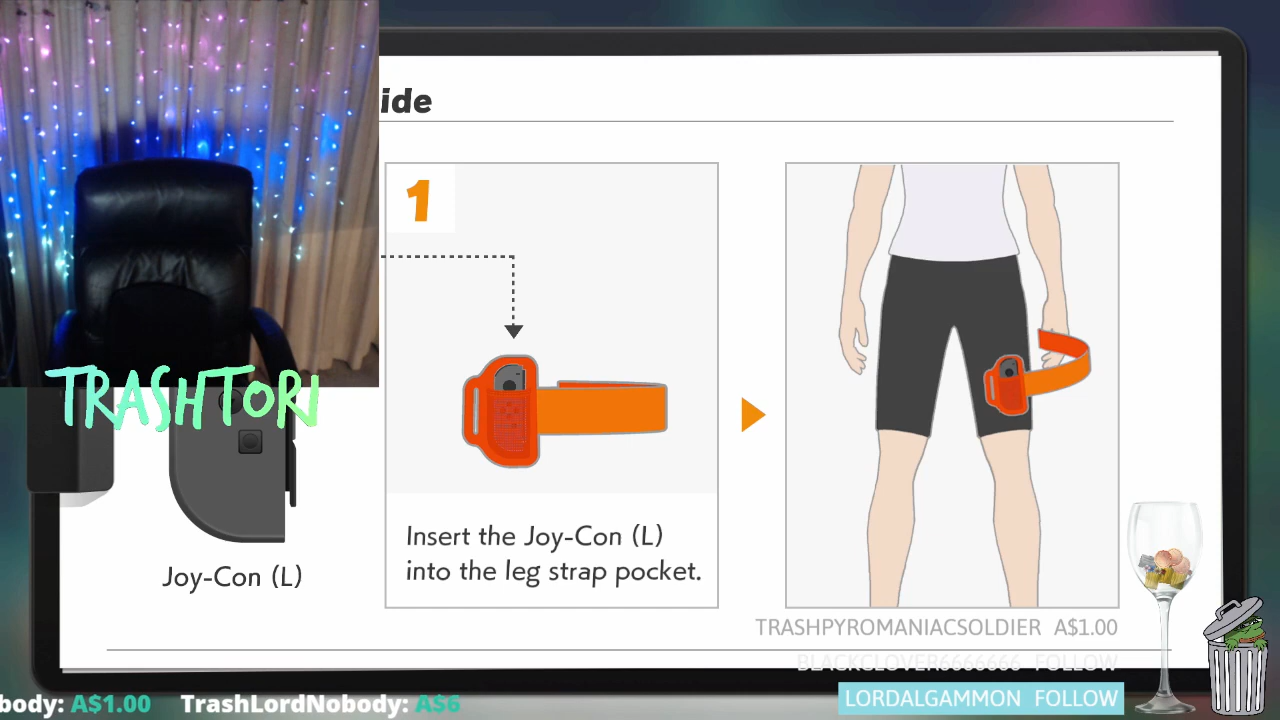 ide
1
TRASHTORI
Insert the Joy-Con (L)
into the leg strap pocket.
Joy-Con (L)
TRASHPYROMANIACSOLDIER A$1.00
BLACKCLOVER6666666 FOLLOW
LORDALGAMMON FOLLOW
body: A$1.00 TrashLordNobody: A$6